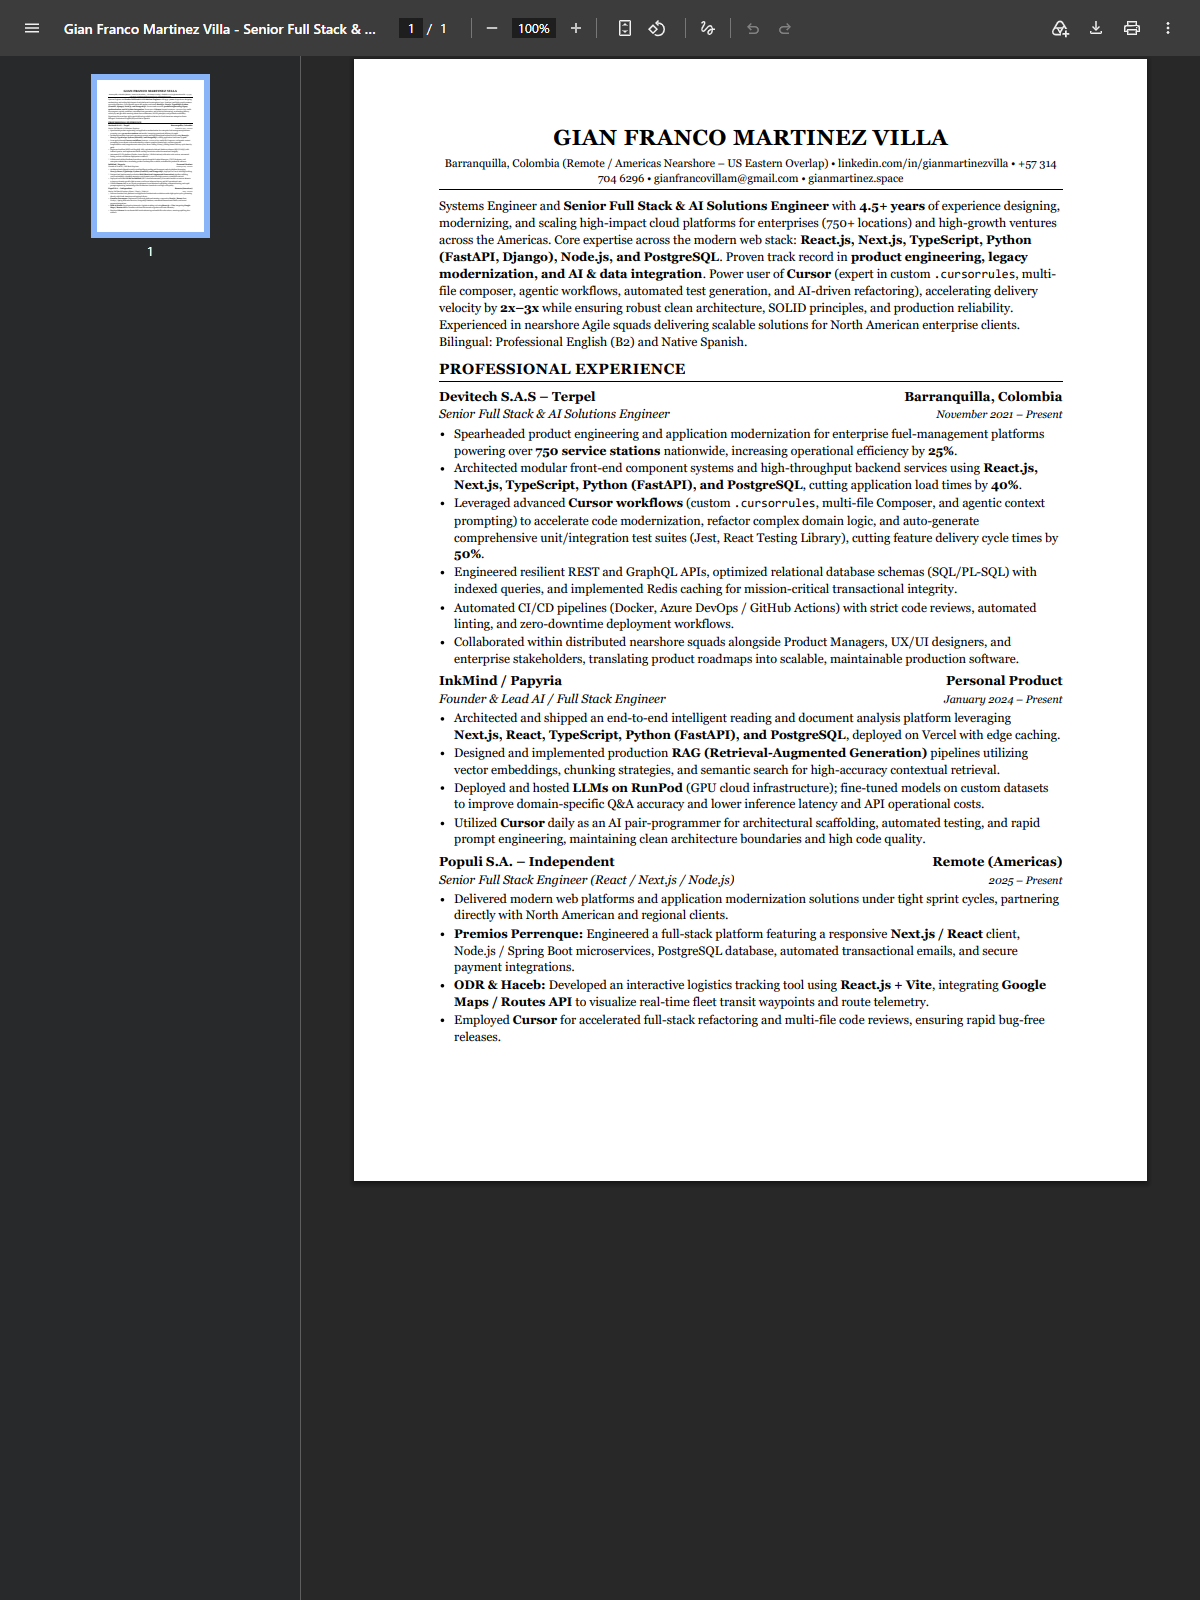 Gian Franco Martinez Villa - Senior Full Stack & ...
1 / 1
100%
1
GIAN FRANCO MARTINEZ VILLA
Barranquilla, Colombia (Remote / Americas Nearshore – US Eastern Overlap) • linkedin.com/in/gianmartinezvilla • +57 314
704 6296 • gianfrancovillam@gmail.com • gianmartinez.space
Systems Engineer and Senior Full Stack & AI Solutions Engineer with 4.5+ years of experience designing,
modernizing, and scaling high-impact cloud platforms for enterprises (750+ locations) and high-growth ventures
across the Americas. Core expertise across the modern web stack: React.js, Next.js, TypeScript, Python
(FastAPI, Django), Node.js, and PostgreSQL. Proven track record in product engineering, legacy
modernization, and AI & data integration. Power user of Cursor (expert in custom .cursorrules, multi-
file composer, agentic workflows, automated test generation, and AI-driven refactoring), accelerating delivery
velocity by 2x–3x while ensuring robust clean architecture, SOLID principles, and production reliability.
Experienced in nearshore Agile squads delivering scalable solutions for North American enterprise clients.
Bilingual: Professional English (B2) and Native Spanish.
PROFESSIONAL EXPERIENCE
Devitech S.A.S – Terpel Barranquilla, Colombia
Senior Full Stack & AI Solutions Engineer November 2021 – Present
• Spearheaded product engineering and application modernization for enterprise fuel-management platforms
powering over 750 service stations nationwide, increasing operational efficiency by 25%.
• Architected modular front-end component systems and high-throughput backend services using React.js,
Next.js, TypeScript, Python (FastAPI), and PostgreSQL, cutting application load times by 40%.
• Leveraged advanced Cursor workflows (custom .cursorrules, multi-file Composer, and agentic context
prompting) to accelerate code modernization, refactor complex domain logic, and auto-generate
comprehensive unit/integration test suites (Jest, React Testing Library), cutting feature delivery cycle times by
50%.
• Engineered resilient REST and GraphQL APIs, optimized relational database schemas (SQL/PL-SQL) with
indexed queries, and implemented Redis caching for mission-critical transactional integrity.
• Automated CI/CD pipelines (Docker, Azure DevOps / GitHub Actions) with strict code reviews, automated
linting, and zero-downtime deployment workflows.
• Collaborated within distributed nearshore squads alongside Product Managers, UX/UI designers, and
enterprise stakeholders, translating product roadmaps into scalable, maintainable production software.
InkMind / Papyria Personal Product
Founder & Lead AI / Full Stack Engineer January 2024 – Present
• Architected and shipped an end-to-end intelligent reading and document analysis platform leveraging
Next.js, React, TypeScript, Python (FastAPI), and PostgreSQL, deployed on Vercel with edge caching.
• Designed and implemented production RAG (Retrieval-Augmented Generation) pipelines utilizing
vector embeddings, chunking strategies, and semantic search for high-accuracy contextual retrieval.
• Deployed and hosted LLMs on RunPod (GPU cloud infrastructure); fine-tuned models on custom datasets
to improve domain-specific Q&A accuracy and lower inference latency and API operational costs.
• Utilized Cursor daily as an AI pair-programmer for architectural scaffolding, automated testing, and rapid
prompt engineering, maintaining clean architecture boundaries and high code quality.
Populi S.A. – Independent Remote (Americas)
Senior Full Stack Engineer (React / Next.js / Node.js) 2025 – Present
• Delivered modern web platforms and application modernization solutions under tight sprint cycles, partnering
directly with North American and regional clients.
• Premios Perrenque: Engineered a full-stack platform featuring a responsive Next.js / React client,
Node.js / Spring Boot microservices, PostgreSQL database, automated transactional emails, and secure
payment integrations.
• ODR & Haceb: Developed an interactive logistics tracking tool using React.js + Vite, integrating Google
Maps / Routes API to visualize real-time fleet transit waypoints and route telemetry.
• Employed Cursor for accelerated full-stack refactoring and multi-file code reviews, ensuring rapid bug-free
releases.